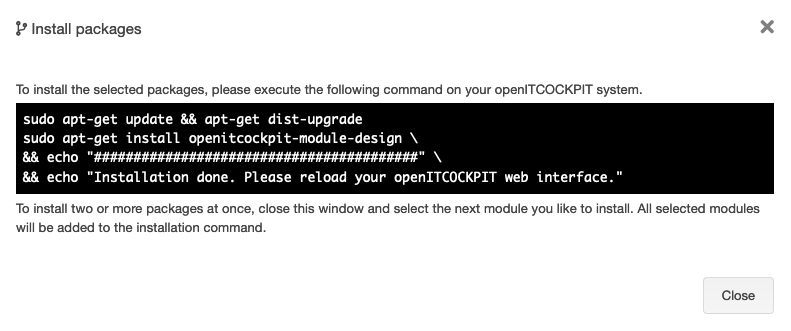 Install packages
To install the selected packages, please execute the following command on your openITCOCKPIT system.
sudo apt-get update && apt-get dist-upgrade
sudo apt-get install openitcockpit-module-design \
&& echo "#########################################" \
&& echo "Installation done. Please reload your openITCOCKPIT web interface."
To install two or more packages at once, close this window and select the next module you like to install. All selected modules
will be added to the installation command.
Close